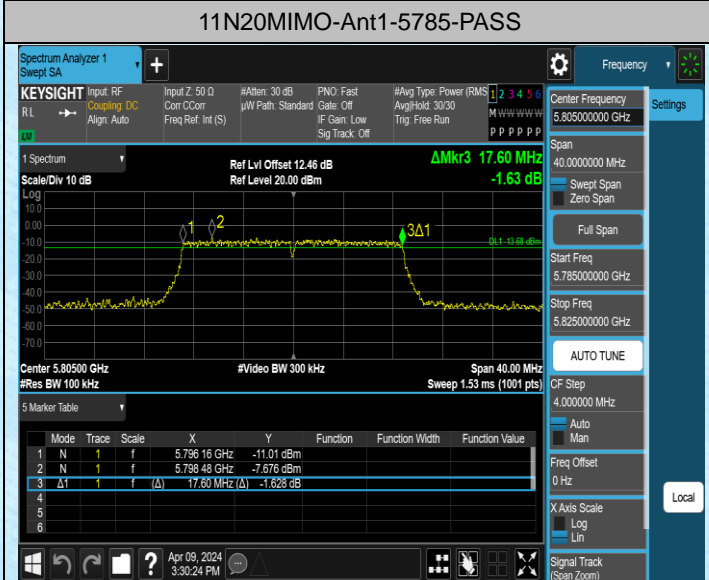 11N20MIMO-Ant1-5785-PASS
Spectrum Analyzer 1
Swept SA
Frequency
KEYSIGHT Input: RF Input Z: 50 Ω #Atten: 30 dB PNO: Fast #Avg Type: Power (RMS 1 2 3 4 5 6
RL Coupling: DC Corr CCorr µW Path: Standard Gate: Off Avg|Hold: 30/30 M W W W W W
Align: Auto Freq Ref: Int (S) IF Gain: Low Trig: Free Run
LXI Sig Track: Off P P P P P P
1 Spectrum Ref Lvl Offset 12.46 dB ΔMkr3 17.60 MHz
Scale/Div 10 dB Ref Level 20.00 dBm -1.63 dB
Log
10.0
0.00
-10.0
-20.0
-30.0
-40.0
-50.0
-60.0
-70.0
1 2 3Δ1
DL1 -13.68 dBm
Center 5.80500 GHz #Video BW 300 kHz Span 40.00 MHz
#Res BW 100 kHz Sweep 1.53 ms (1001 pts)
5 Marker Table
Mode Trace Scale X Y Function Function Width Function Value
1 N 1 f 5.796 16 GHz -11.01 dBm
2 N 1 f 5.798 48 GHz -7.676 dBm
3 Δ1 1 f (Δ) 17.60 MHz (Δ) -1.628 dB
4
5
6
Apr 09, 2024
3:30:24 PM
Center Frequency
5.805000000 GHz
Settings
Span
40.0000000 MHz
Swept Span
Zero Span
Full Span
Start Freq
5.785000000 GHz
Stop Freq
5.825000000 GHz
AUTO TUNE
CF Step
4.000000 MHz
Auto
Man
Freq Offset
0 Hz
Local
X Axis Scale
Log
Lin
Signal Track
(Span Zoom)